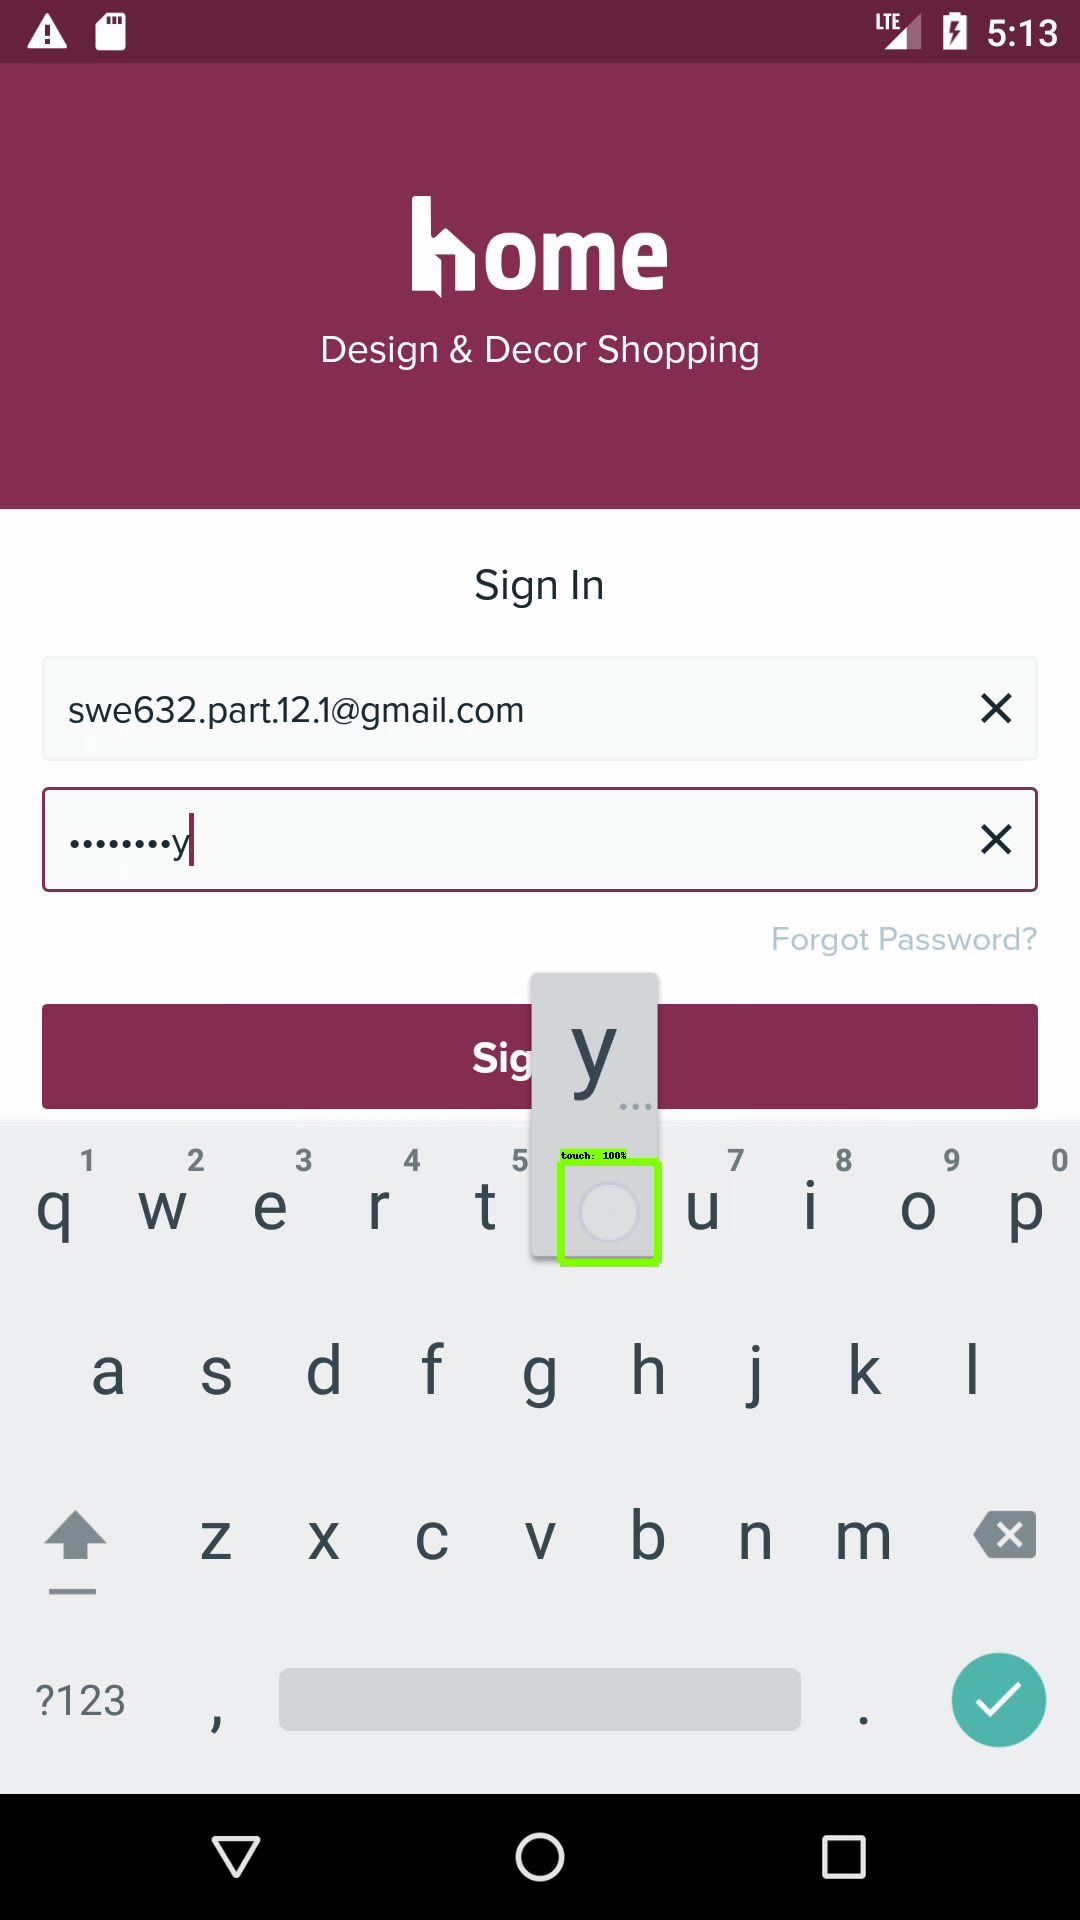 LTE 5:13
home
Design & Decor Shopping
Sign In
swe632.part.12.1@gmail.com
••••••••y
Forgot Password?
Sig
y
...
touch: 100%
1 2 3 4 5 7 8 9 0
q w e r t u i o p
a s d f g h j k l
z x c v b n m
?123 , .